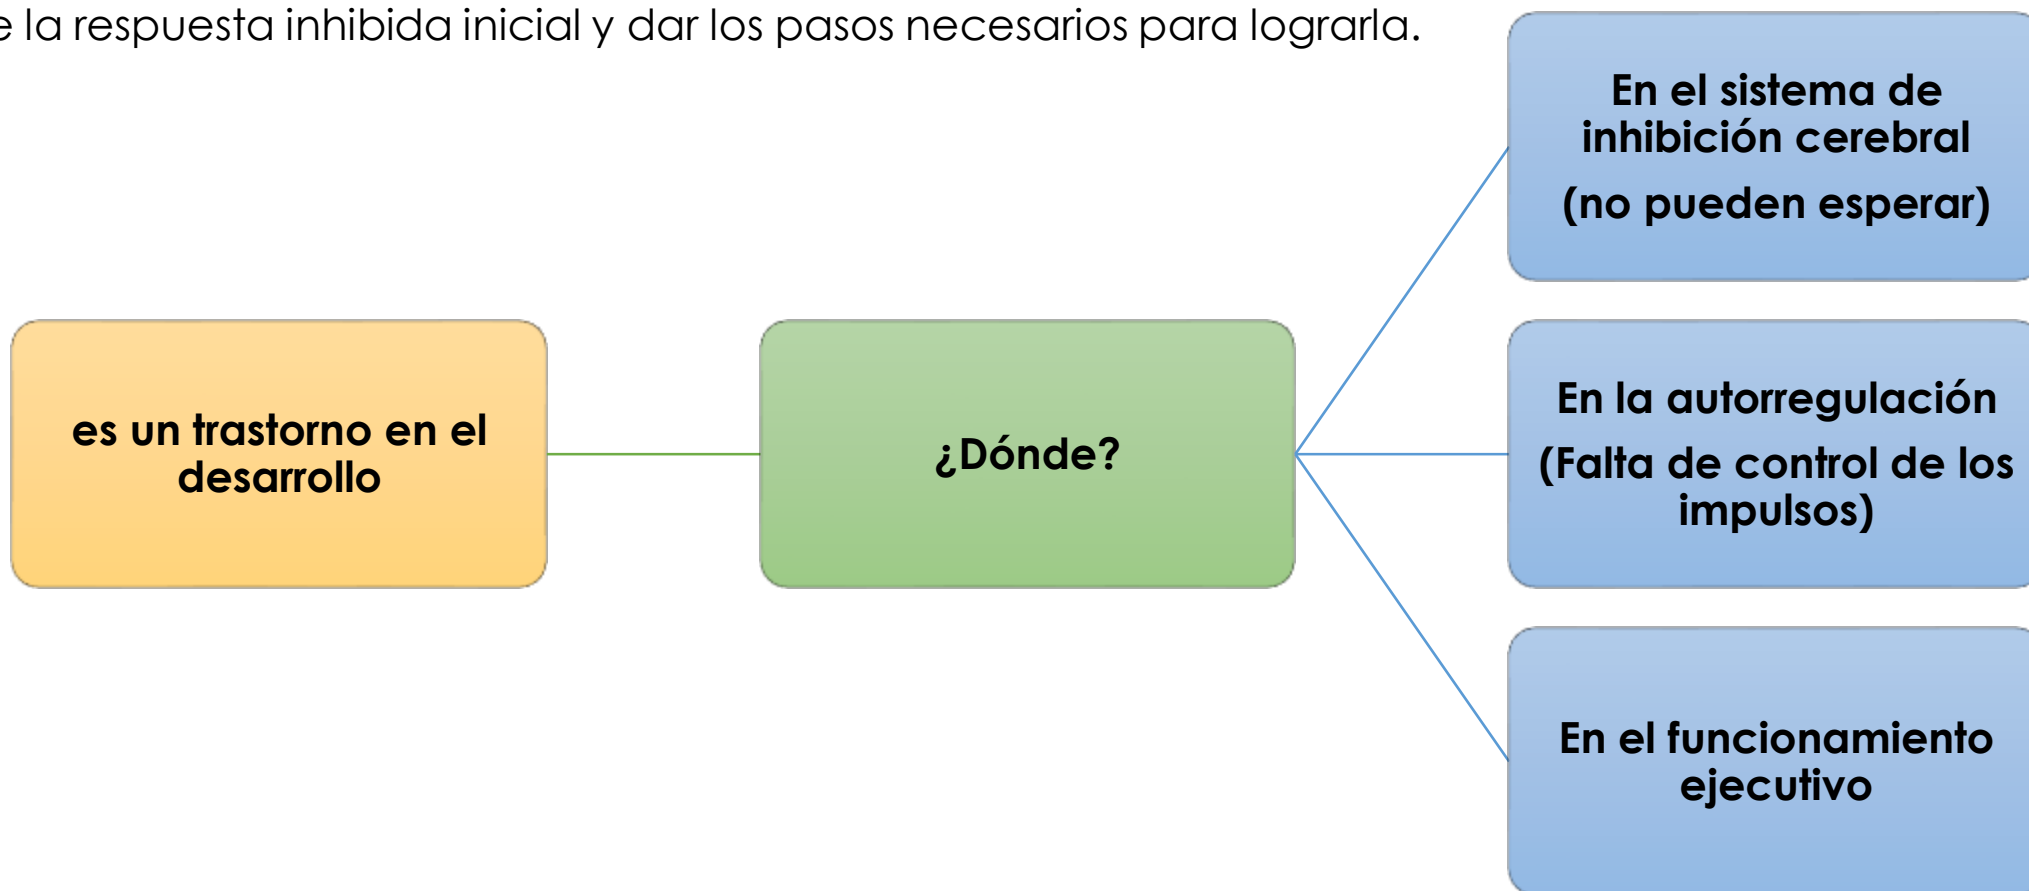 la respuesta inhibida inicial y dar los pasos necesarios para lograrla.
En el sistema de
inhibición cerebral
(no pueden esperar)
es un trastorno en el
desarrollo
¿Dónde?
En la autorregulación
(Falta de control de los
impulsos)
En el funcionamiento
ejecutivo